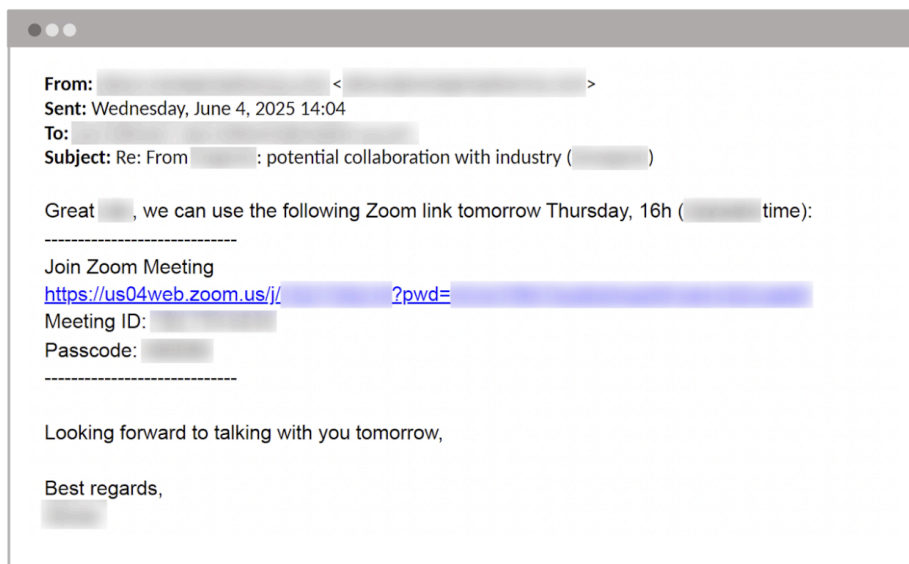 From: < >
Sent: Wednesday, June 4, 2025 14:04
To:
Subject: Re: From : potential collaboration with industry ( )
Great , we can use the following Zoom link tomorrow Thursday, 16h ( time):
-----------------------------
Join Zoom Meeting
https://us04web.zoom.us/j/ ?pwd=
Meeting ID:
Passcode:
-----------------------------
Looking forward to talking with you tomorrow,
Best regards,